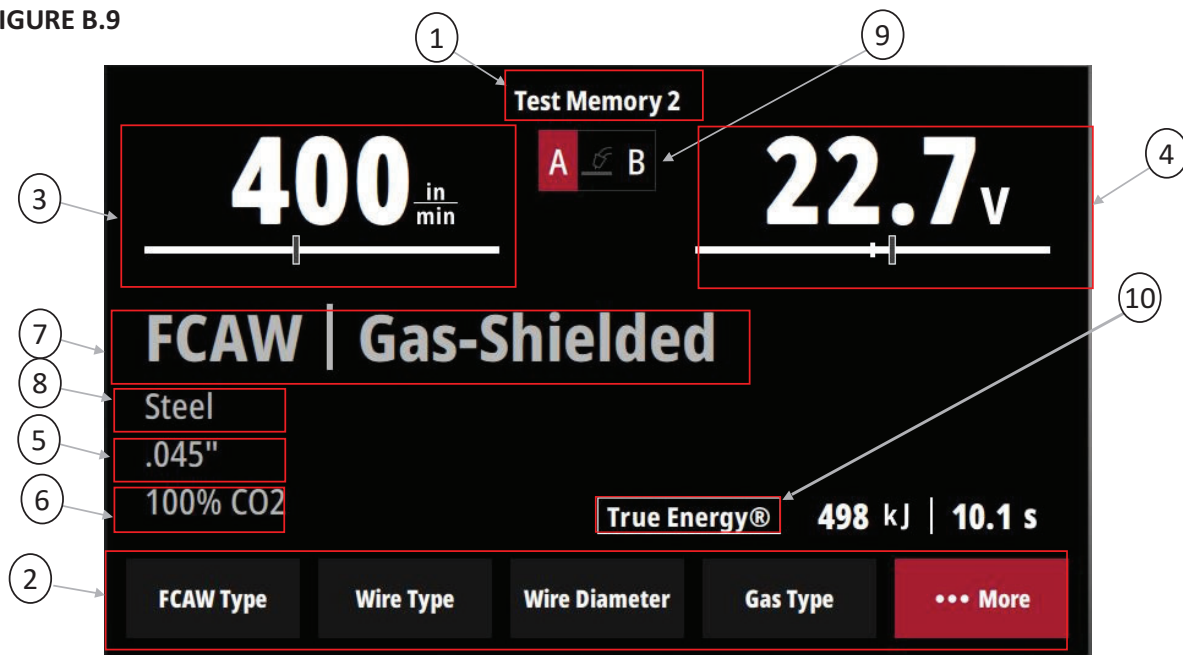 IGURE B.9
1
9
Test Memory 2
A B
400 in/min
22.7 V
3
4
10
7
FCAW | Gas-Shielded
8
Steel
5
.045"
6
100% CO2
True Energy® 498 kJ | 10.1 s
2
FCAW Type Wire Type Wire Diameter Gas Type ••• More